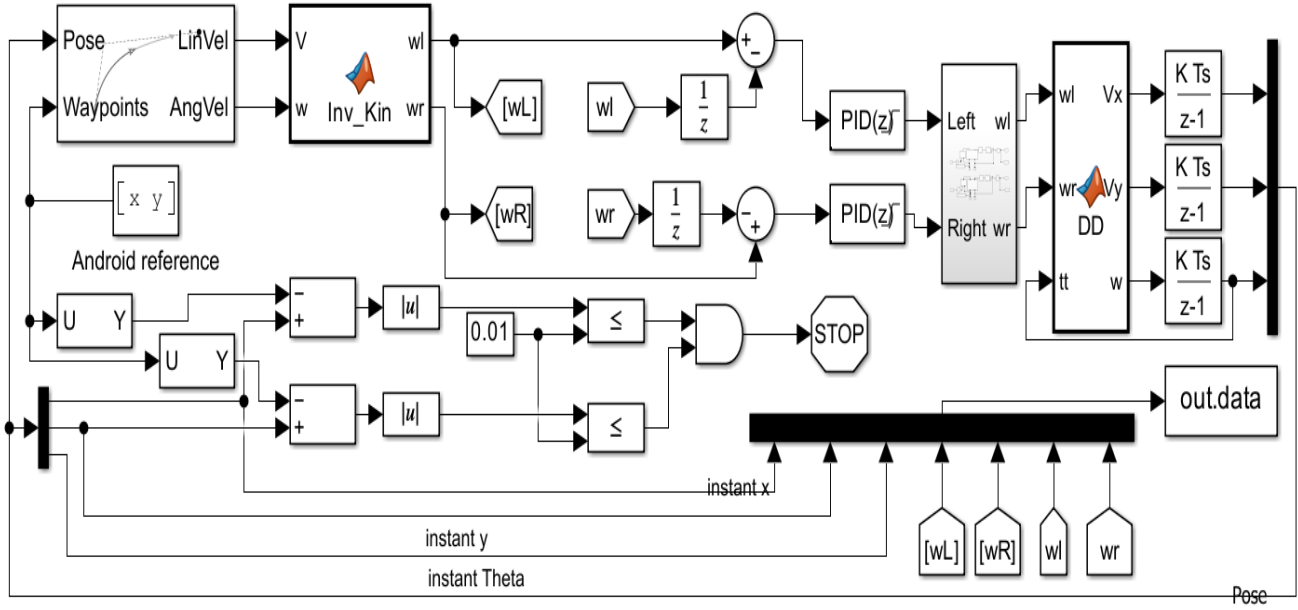 Pose LinVel
Waypoints AngVel
V wl
w wr
Inv_Kin
[wL]
[wR]
wl
1
z
wr
1
z
+
−
−
+
PID(z)
PID(z)
Left wl
Right wr
wl Vx
wr Vy
DD
tt w
K Ts
z-1
K Ts
z-1
K Ts
z-1
[x y]
Android reference
U Y
U Y
−
+
|u|
−
+
|u|
0.01
≤
≤
STOP
out.data
instant x
instant y
instant Theta
[wL]
[wR]
wl
wr
Pose